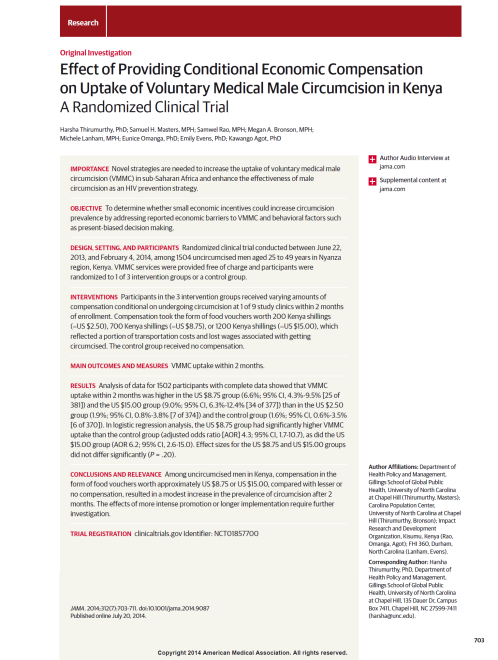 Research
Original Investigation
Effect of Providing Conditional Economic Compensation
on Uptake of Voluntary Medical Male Circumcision in Kenya
A Randomized Clinical Trial
Harsha Thirumurthy, PhD; Samuel H. Masters, MPH; Samwel Rao, MPH; Megan A. Bronson, MPH;
Michele Lanham, MPH; Eunice Omanga, PhD; Emily Evens, PhD; Kawango Agot, PhD
IMPORTANCE Novel strategies are needed to increase the uptake of voluntary medical male
circumcision (VMMC) in sub-Saharan Africa and enhance the effectiveness of male
circumcision as an HIV prevention strategy.
OBJECTIVE To determine whether small economic incentives could increase circumcision
prevalence by addressing reported economic barriers to VMMC and behavioral factors such
as present-biased decision making.
DESIGN, SETTING, AND PARTICIPANTS Randomized clinical trial conducted between June 22,
2013, and February 4, 2014, among 1504 uncircumcised men aged 25 to 49 years in Nyanza
region, Kenya. VMMC services were provided free of charge and participants were
randomized to 1 of 3 intervention groups or a control group.
INTERVENTIONS Participants in the 3 intervention groups received varying amounts of
compensation conditional on undergoing circumcision at 1 of 9 study clinics within 2 months
of enrollment. Compensation took the form of food vouchers worth 200 Kenya shillings
(~US $2.50), 700 Kenya shillings (~US $8.75), or 1200 Kenya shillings (~US $15.00), which
reflected a portion of transportation costs and lost wages associated with getting
circumcised. The control group received no compensation.
MAIN OUTCOMES AND MEASURES VMMC uptake within 2 months.
RESULTS Analysis of data for 1502 participants with complete data showed that VMMC
uptake within 2 months was higher in the US $8.75 group (6.6%; 95% CI, 4.3%-9.5% [25 of
381]) and the US $15.00 group (9.0%; 95% CI, 6.3%-12.4% [34 of 377]) than in the US $2.50
group (1.9%; 95% CI, 0.8%-3.8% [7 of 374]) and the control group (1.6%; 95% CI, 0.6%-3.5%
[6 of 370]). In logistic regression analysis, the US $8.75 group had significantly higher VMMC
uptake than the control group (adjusted odds ratio [AOR] 4.3; 95% CI, 1.7-10.7), as did the US
$15.00 group (AOR 6.2; 95% CI, 2.6-15.0). Effect sizes for the US $8.75 and US $15.00 groups
did not differ significantly (P = .20).
CONCLUSIONS AND RELEVANCE Among uncircumcised men in Kenya, compensation in the
form of food vouchers worth approximately US $8.75 or US $15.00, compared with lesser or
no compensation, resulted in a modest increase in the prevalence of circumcision after 2
months. The effects of more intense promotion or longer implementation require further
investigation.
TRIAL REGISTRATION clinicaltrials.gov Identifier: NCT01857700
JAMA. 2014;312(7):703-711. doi:10.1001/jama.2014.9087
Published online July 20, 2014.
Author Audio Interview at
jama.com
Supplemental content at
jama.com
Author Affiliations: Department of
Health Policy and Management,
Gillings School of Global Public
Health, University of North Carolina
at Chapel Hill (Thirumurthy, Masters);
Carolina Population Center,
University of North Carolina at Chapel
Hill (Thirumurthy, Bronson); Impact
Research and Development
Organization, Kisumu, Kenya (Rao,
Omanga, Agot); FHI 360, Durham,
North Carolina (Lanham, Evens).
Corresponding Author: Harsha
Thirumurthy, PhD, Department of
Health Policy and Management,
Gillings School of Global Public
Health, University of North Carolina
at Chapel Hill, 135 Dauer Dr, Campus
Box 7411, Chapel Hill, NC 27599-7411
(harsha@unc.edu).
703
Copyright 2014 American Medical Association. All rights reserved.